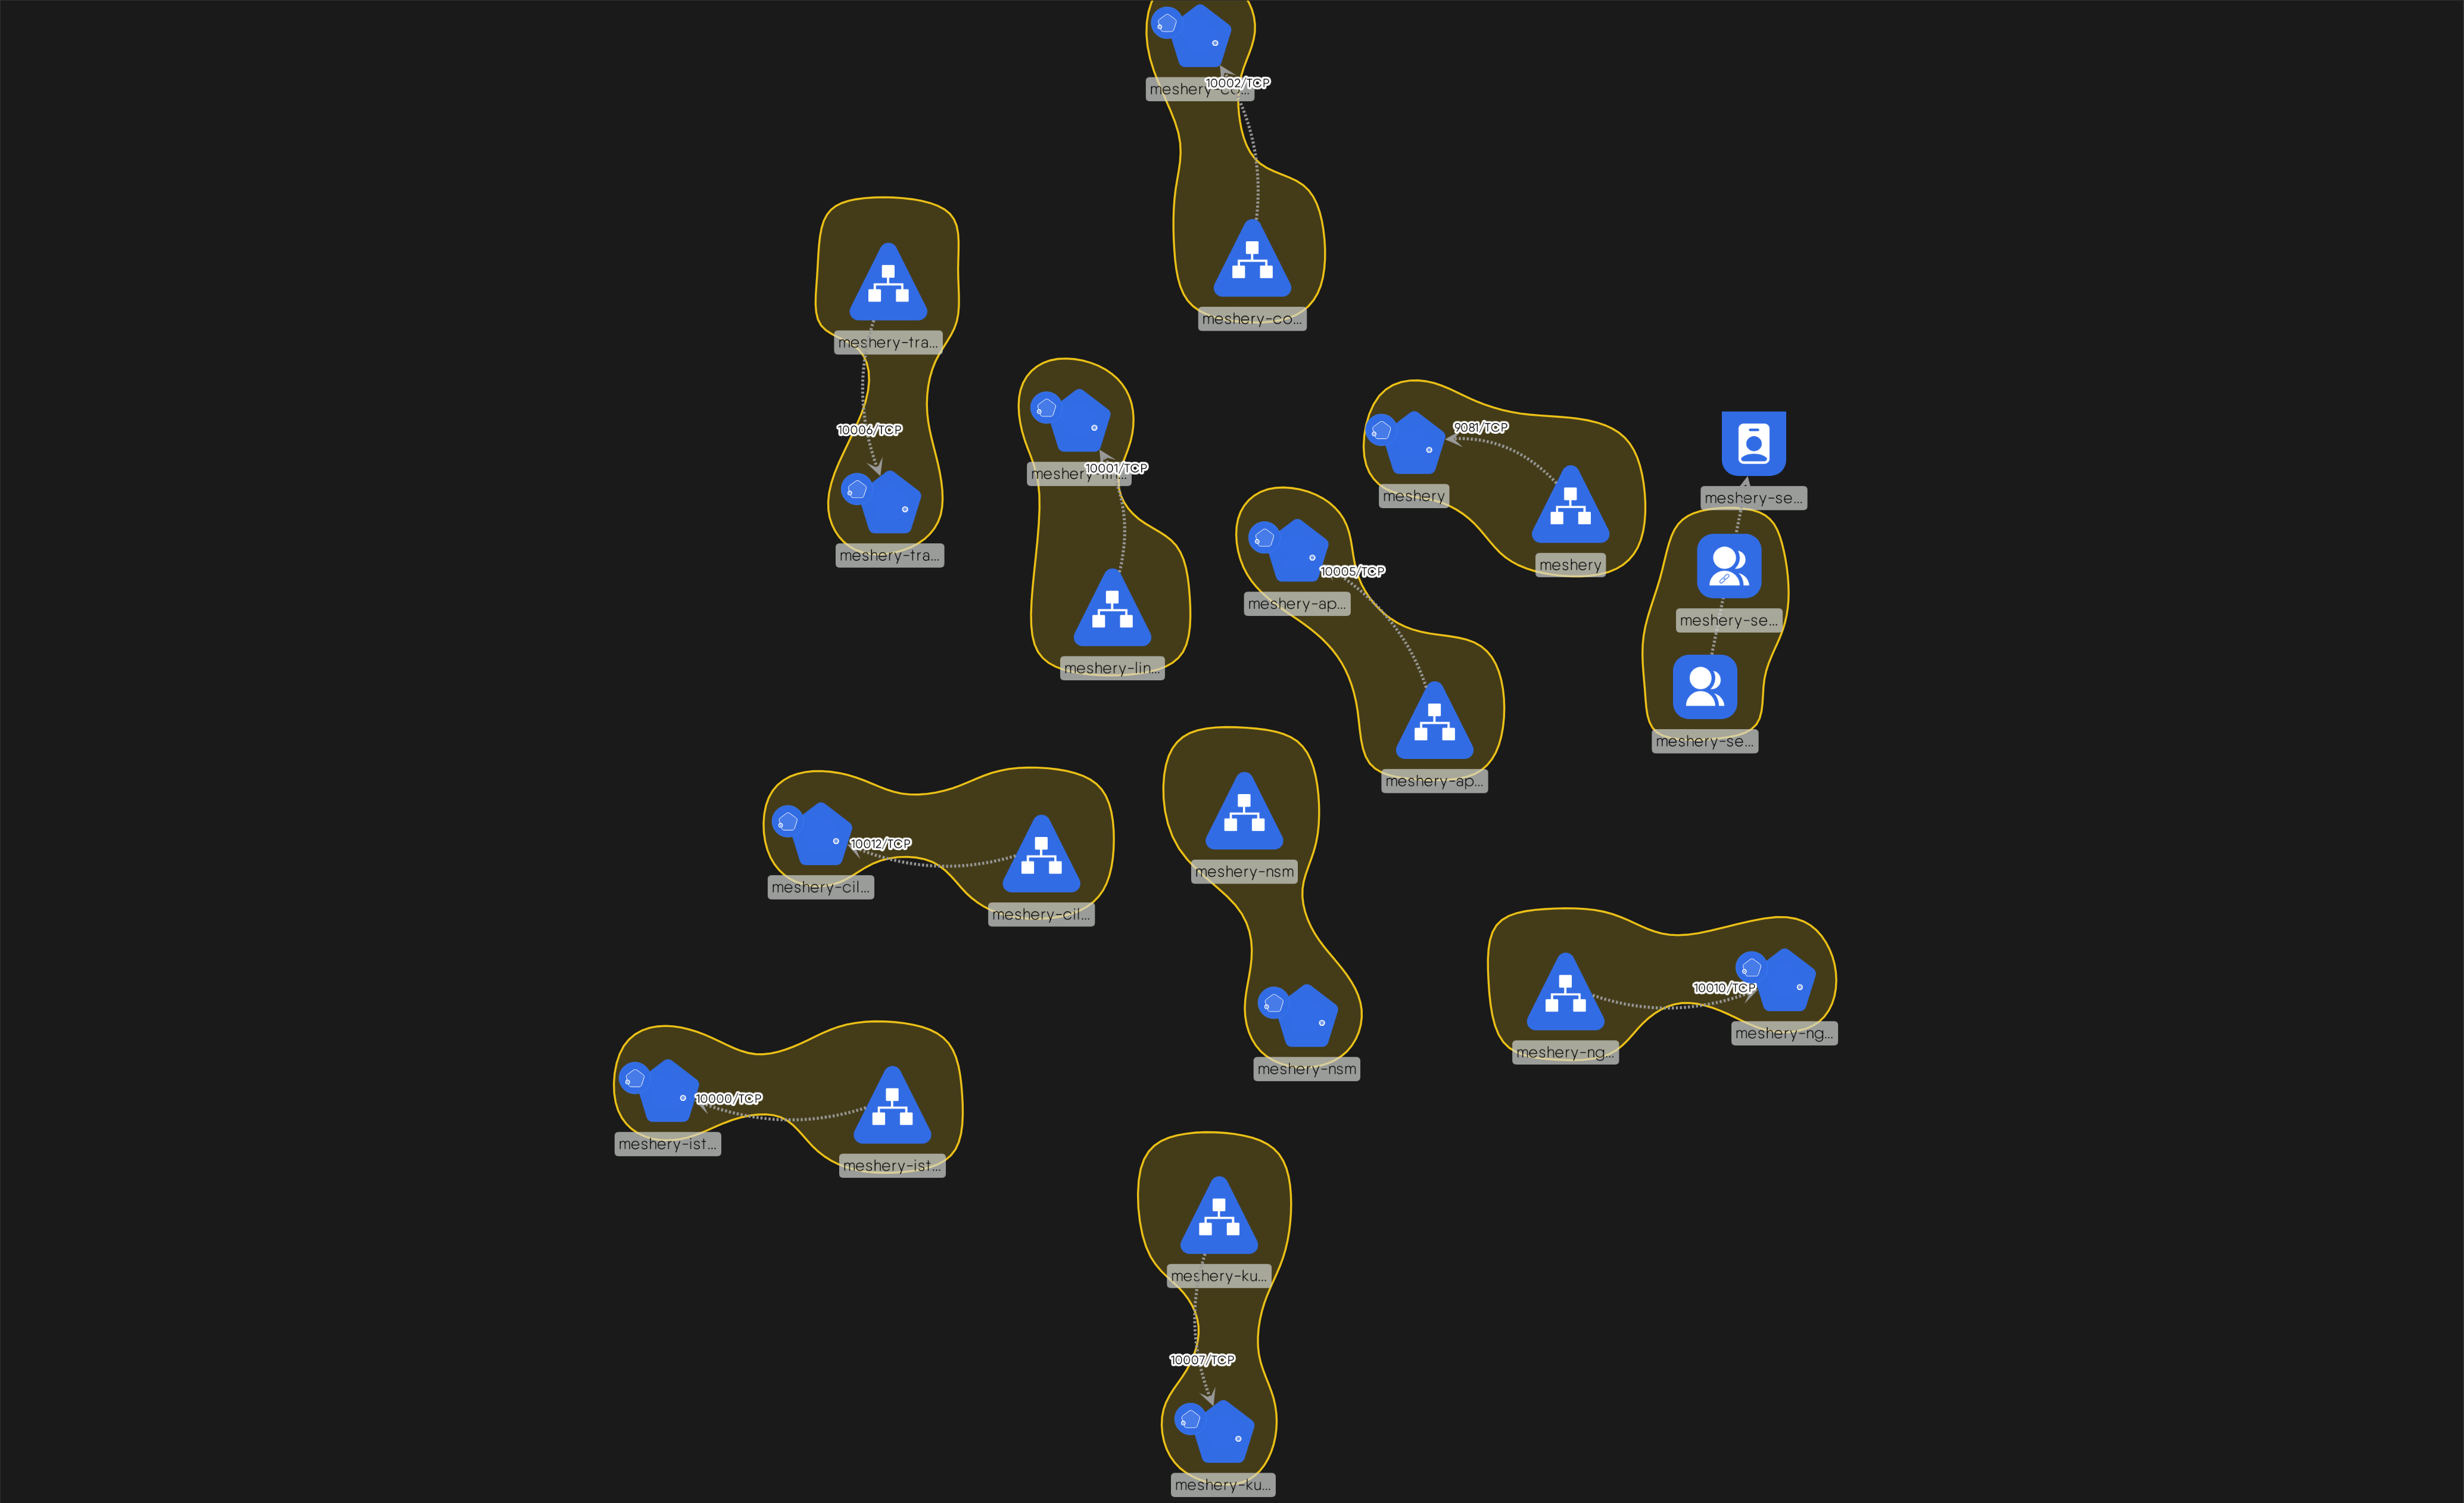 meshery-co...
10002/TCP
meshery-co...
meshery-tra...
10006/TCP
meshery-tra...
meshery-lin...
10001/TCP
meshery-lin...
9081/TCP
meshery
meshery
meshery-se...
meshery-se...
meshery-se...
10005/TCP
meshery-ap...
meshery-ap...
10012/TCP
meshery-cil...
meshery-cil...
meshery-nsm
meshery-nsm
10010/TCP
meshery-ng...
meshery-ng...
10000/TCP
meshery-ist...
meshery-ist...
meshery-ku...
10007/TCP
meshery-ku...